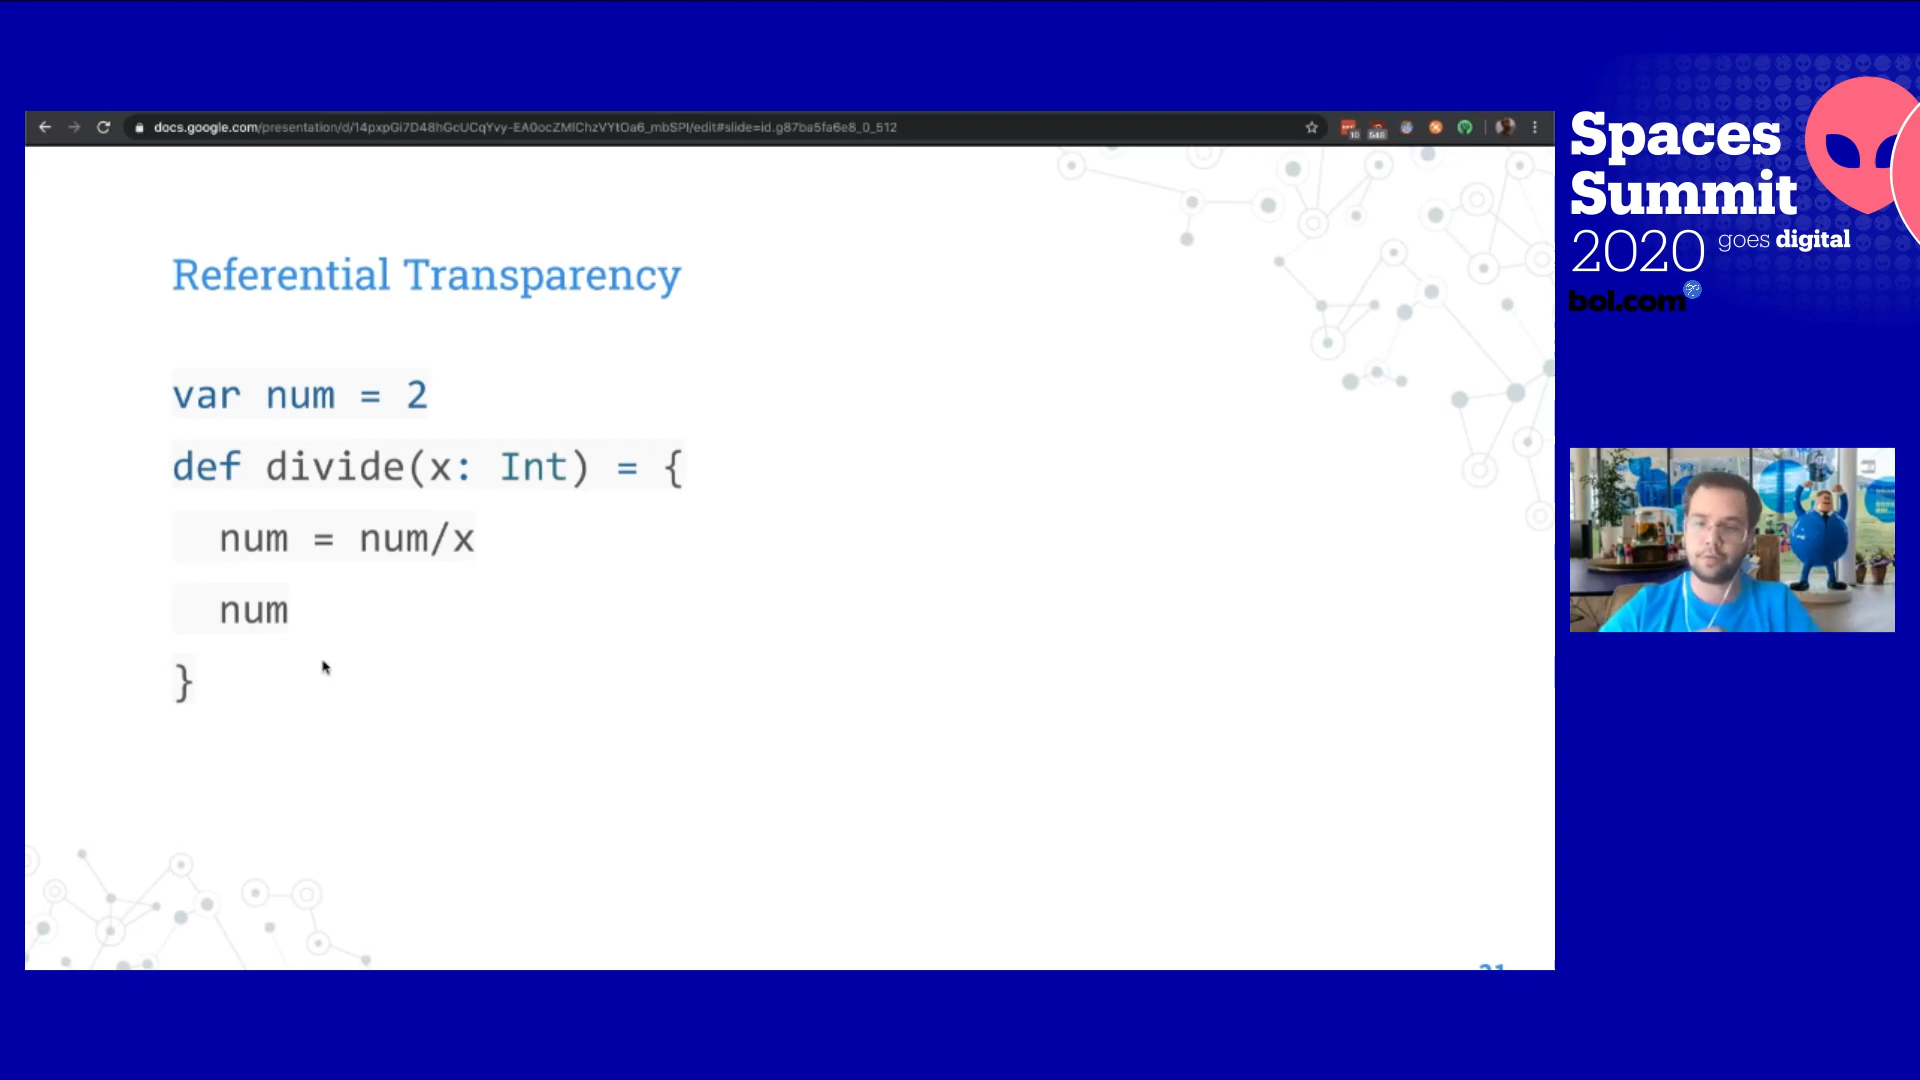 docs.google.com/presentation/d/14pxpGi7D48hGcUCqYvy-EA0ocZMlChzVYtOa6_mbSPI/edit#slide=id.g87ba5fa6e8_0_512
Referential Transparency
var num = 2
def divide(x: Int) = {
num = num/x
num
}
Spaces
Summit
2020 goes digital
bol.com